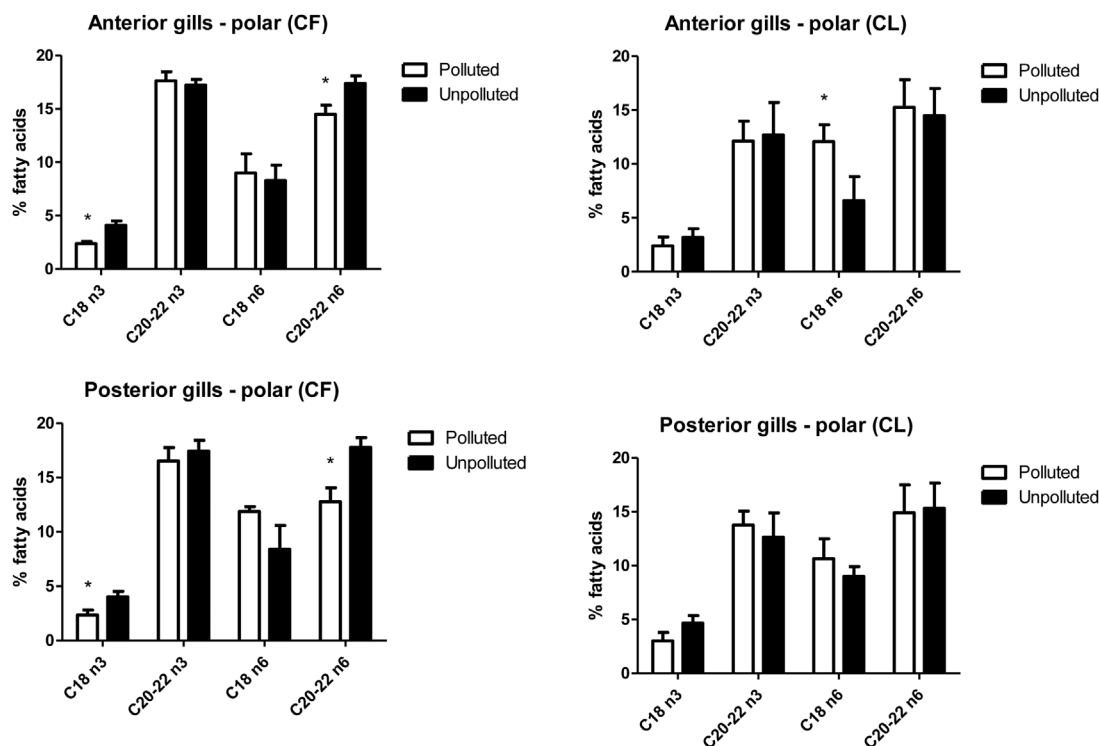 Anterior gills - polar (CF)
% fatty acids
20
15
10
5
0
*
*
C18 n3
C20-22 n3
C18 n6
C20-22 n6
Polluted
Unpolluted
Anterior gills - polar (CL)
% fatty acids
20
15
10
5
0
*
C18 n3
C20-22 n3
C18 n6
C20-22 n6
Polluted
Unpolluted
Posterior gills - polar (CF)
% fatty acids
20
15
10
5
0
*
*
C18 n3
C20-22 n3
C18 n6
C20-22 n6
Polluted
Unpolluted
Posterior gills - polar (CL)
% fatty acids
20
15
10
5
0
C18 n3
C20-22 n3
C18 n6
C20-22 n6
Polluted
Unpolluted